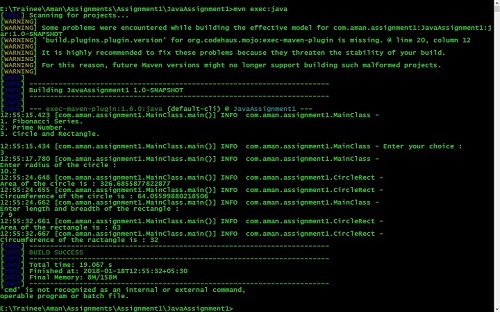 E:\Trainee\Aman\Assignments\Assignment1\JavaAssignment1>mvn exec:java
[INFO] Scanning for projects...
[WARNING]
[WARNING] Some problems were encountered while building the effective model for com.aman.assignment1:JavaAssignment1:j
ar:1.0-SNAPSHOT
[WARNING] 'build.plugins.plugin.version' for org.codehaus.mojo:exec-maven-plugin is missing. @ line 20, column 12
[WARNING]
[WARNING] It is highly recommended to fix these problems because they threaten the stability of your build.
[WARNING]
[WARNING] For this reason, future Maven versions might no longer support building such malformed projects.
[WARNING]
[INFO]
[INFO] ------------------------------------------------------------------------
[INFO] Building JavaAssignment1 1.0-SNAPSHOT
[INFO] ------------------------------------------------------------------------
[INFO]
[INFO] --- exec-maven-plugin:1.6.0:java (default-cli) @ JavaAssignment1 ---
12:55:15.423 [com.aman.assignment1.MainClass.main()] INFO com.aman.assignment1.MainClass -
1. Fibonacci Series.
2. Prime Number.
3. Circle and Rectangle.
12:55:15.434 [com.aman.assignment1.MainClass.main()] INFO com.aman.assignment1.MainClass - Enter your choice :
3
12:55:17.780 [com.aman.assignment1.MainClass.main()] INFO com.aman.assignment1.MainClass -
Enter radius of the circle :
10.2
12:55:24.648 [com.aman.assignment1.MainClass.main()] INFO com.aman.assignment1.CircleRect -
Area of the circle is : 326.6855877822877
12:55:24.655 [com.aman.assignment1.MainClass.main()] INFO com.aman.assignment1.CircleRect -
Circumference of the circle is : 64.05599880218506
12:55:24.662 [com.aman.assignment1.MainClass.main()] INFO com.aman.assignment1.MainClass -
Enter length and breadth of the rectangle :
7 9
12:55:32.661 [com.aman.assignment1.MainClass.main()] INFO com.aman.assignment1.CircleRect -
Area of the rectangle is : 63
12:55:32.667 [com.aman.assignment1.MainClass.main()] INFO com.aman.assignment1.CircleRect -
Circumference of the ractangle is : 32
[INFO] ------------------------------------------------------------------------
[INFO] BUILD SUCCESS
[INFO] ------------------------------------------------------------------------
[INFO] Total time: 19.067 s
[INFO] Finished at: 2018-01-18T12:55:32+05:30
[INFO] Final Memory: 8M/158M
[INFO] ------------------------------------------------------------------------
'cmd' is not recognized as an internal or external command,
operable program or batch file.
E:\Trainee\Aman\Assignments\Assignment1\JavaAssignment1>